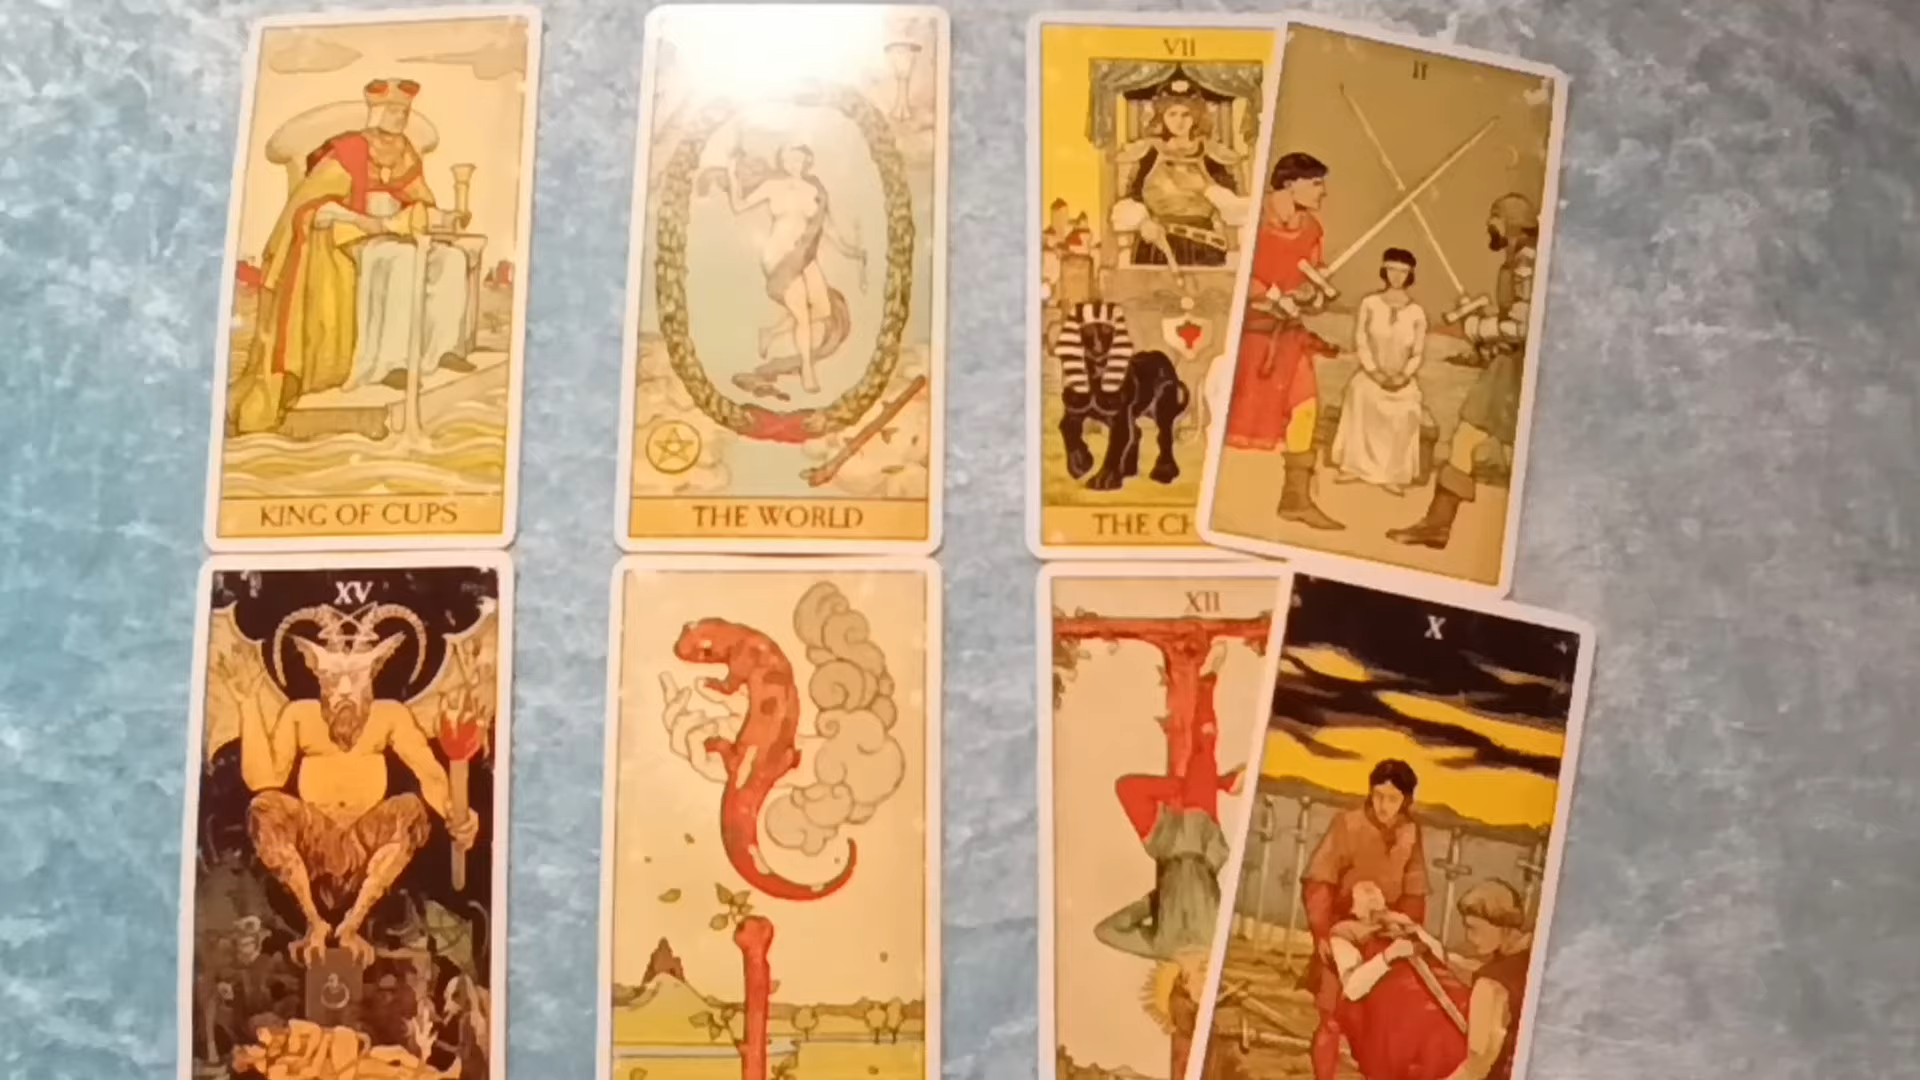 VII
II
KING OF CUPS
THE WORLD
THE CH
XV
XII
X